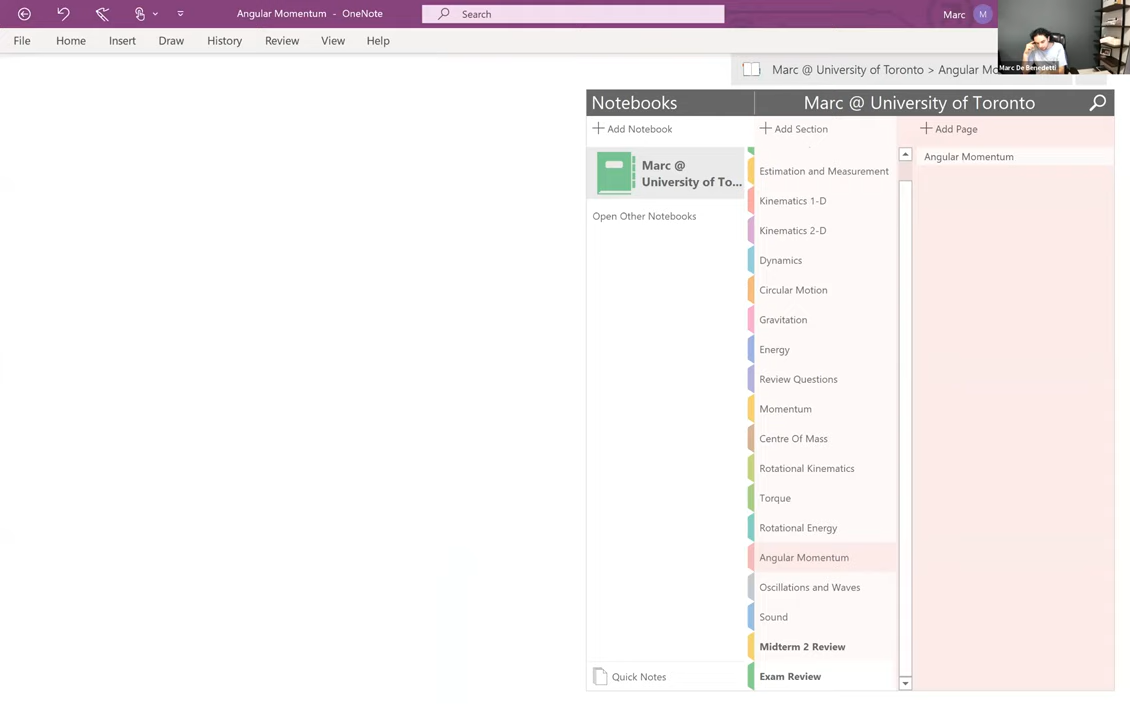 Angular Momentum - OneNote
Search
Marc
M
File Home Insert Draw History Review View Help
Marc De Benedetti
Marc @ University of Toronto > Angular Mo
Notebooks
Marc @ University of Toronto
Add Notebook
Add Section
Add Page
Marc @
University of To...
Open Other Notebooks
Estimation and Measurement
Kinematics 1-D
Kinematics 2-D
Dynamics
Circular Motion
Gravitation
Energy
Review Questions
Momentum
Centre Of Mass
Rotational Kinematics
Torque
Rotational Energy
Angular Momentum
Oscillations and Waves
Sound
Midterm 2 Review
Exam Review
Angular Momentum
Quick Notes